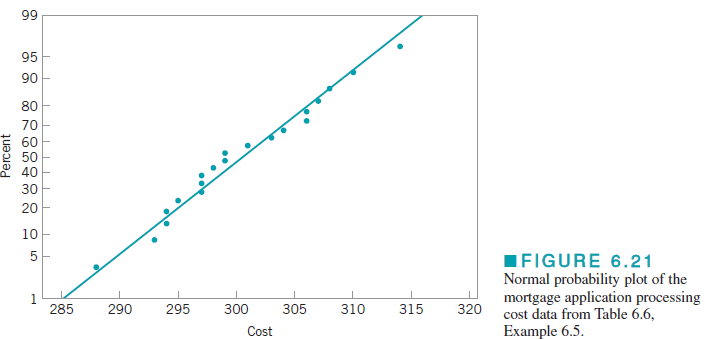 99
95
90
80
70
60
50
40
30
20
10
5
1
Percent
285 290 295 300 305 310 315 320
Cost
FIGURE 6.21
Normal probability plot of the
mortgage application processing
cost data from Table 6.6,
Example 6.5.